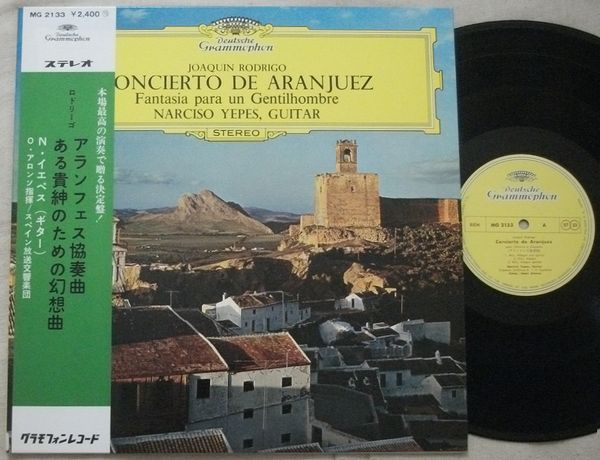 MG 2133 ¥2,400
Deutsche
Grammophon
ステレオ
ロドリーゴ
アランフェス協奏曲
ある貴紳のための幻想曲
N・イエペス(ギター)
O・アロンソ指揮/スペイン放送交響楽団
本場最高の演奏で贈る決定盤!
グラモフォンレコード
Deutsche
Grammophon
JOAQUIN RODRIGO
ONCIERTO DE ARANJUEZ
Fantasia para un Gentilhombre
NARCISO YEPES, GUITAR
STEREO
Deutsche
Grammophon
MG 2133
A
Concierto de Aranjuez